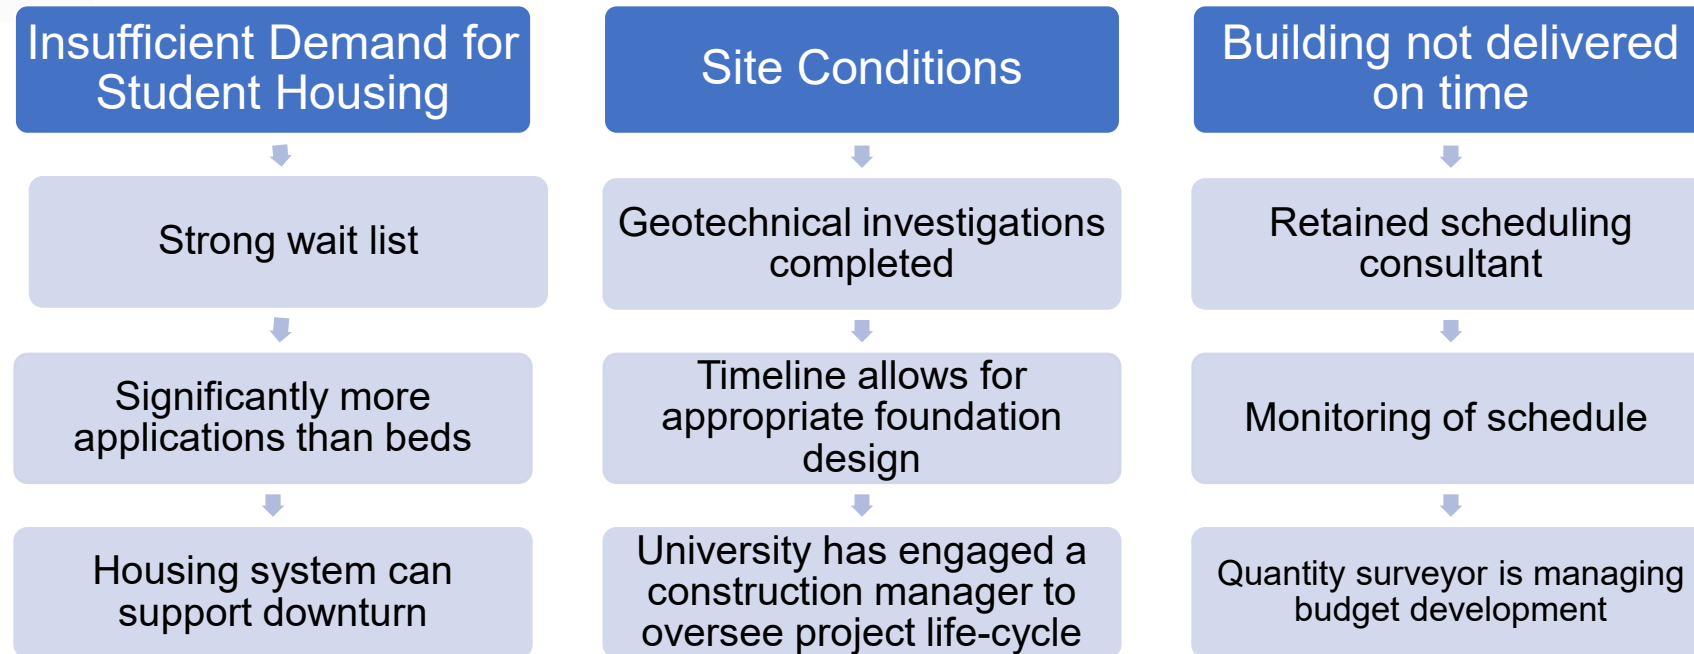 Insufficient Demand for
Student Housing
Strong wait list
Significantly more
applications than beds
Housing system can
support downturn
Site Conditions
Geotechnical investigations
completed
Timeline allows for
appropriate foundation
design
University has engaged a
construction manager to
oversee project life-cycle
Building not delivered
on time
Retained scheduling
consultant
Monitoring of schedule
Quantity surveyor is managing
budget development